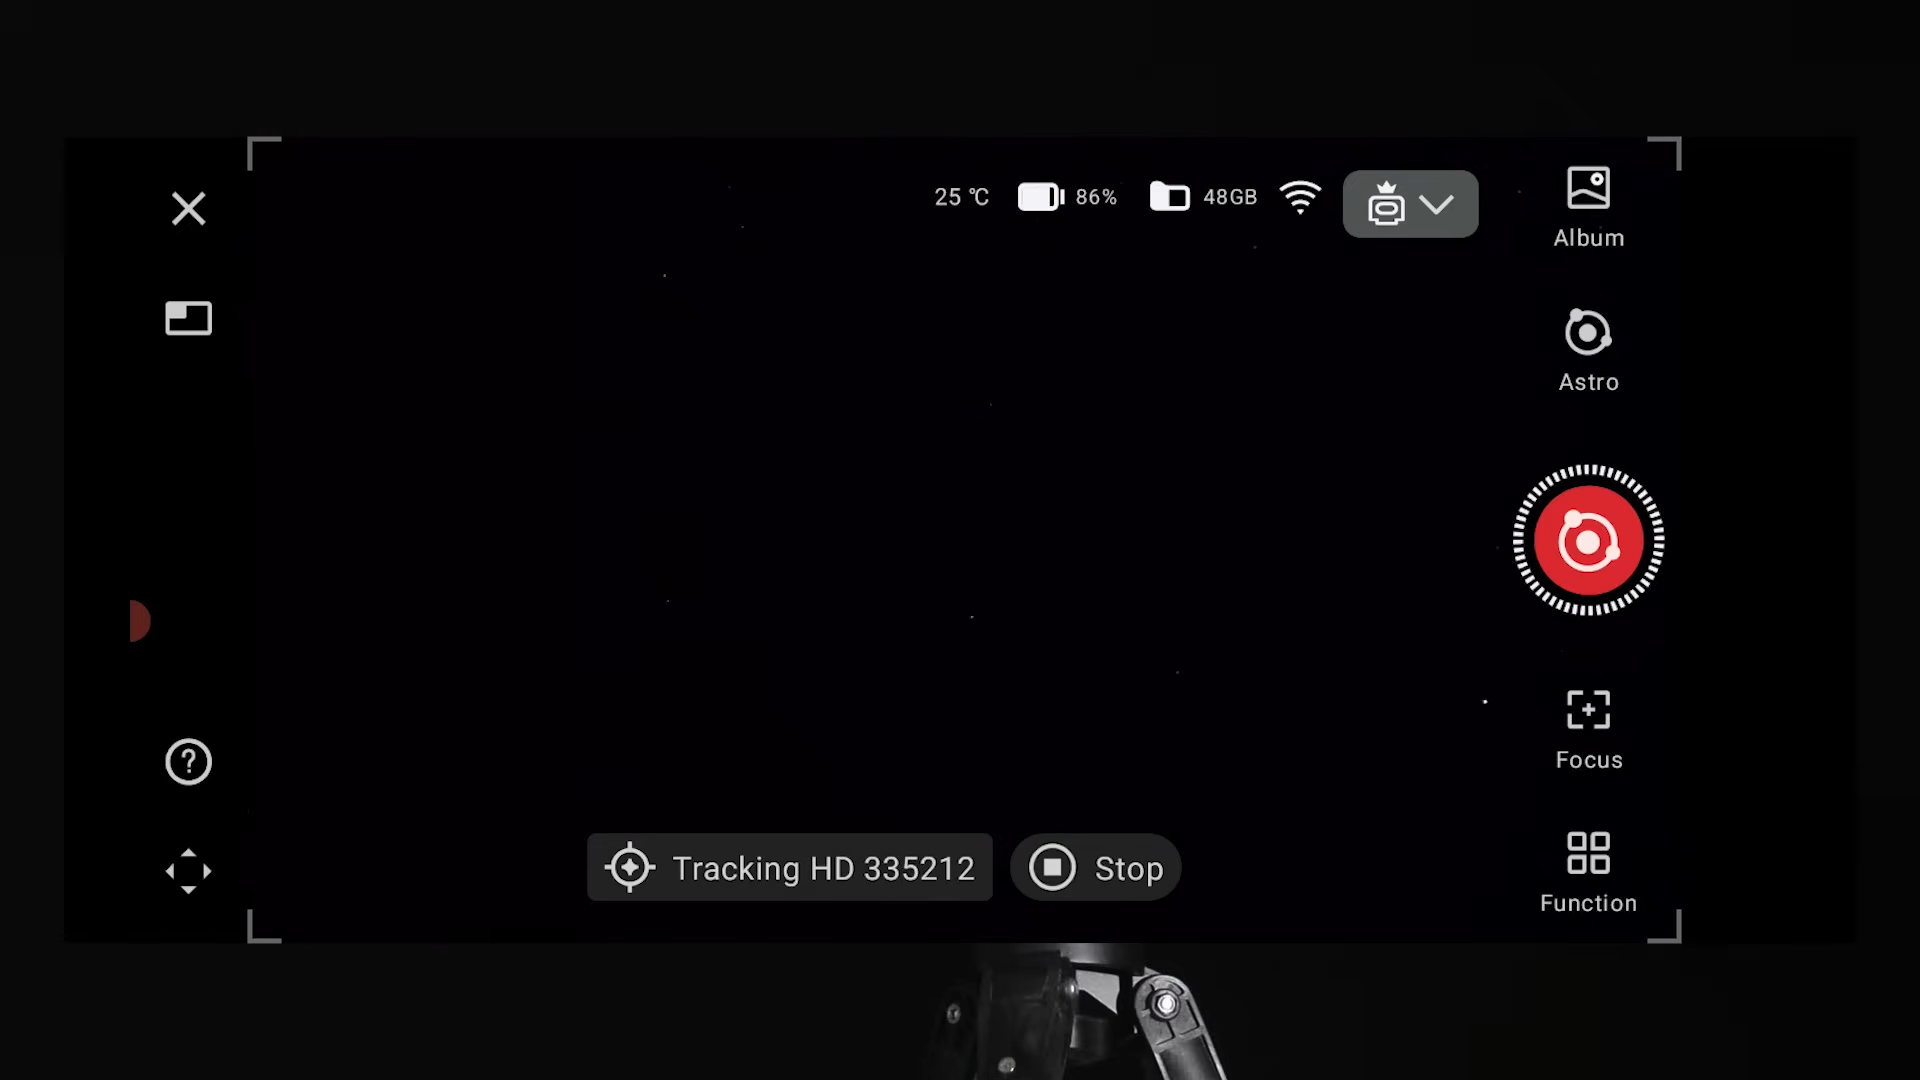 25 ℃ 86% 48GB
Album
Astro
Focus
Tracking HD 335212 Stop
Function